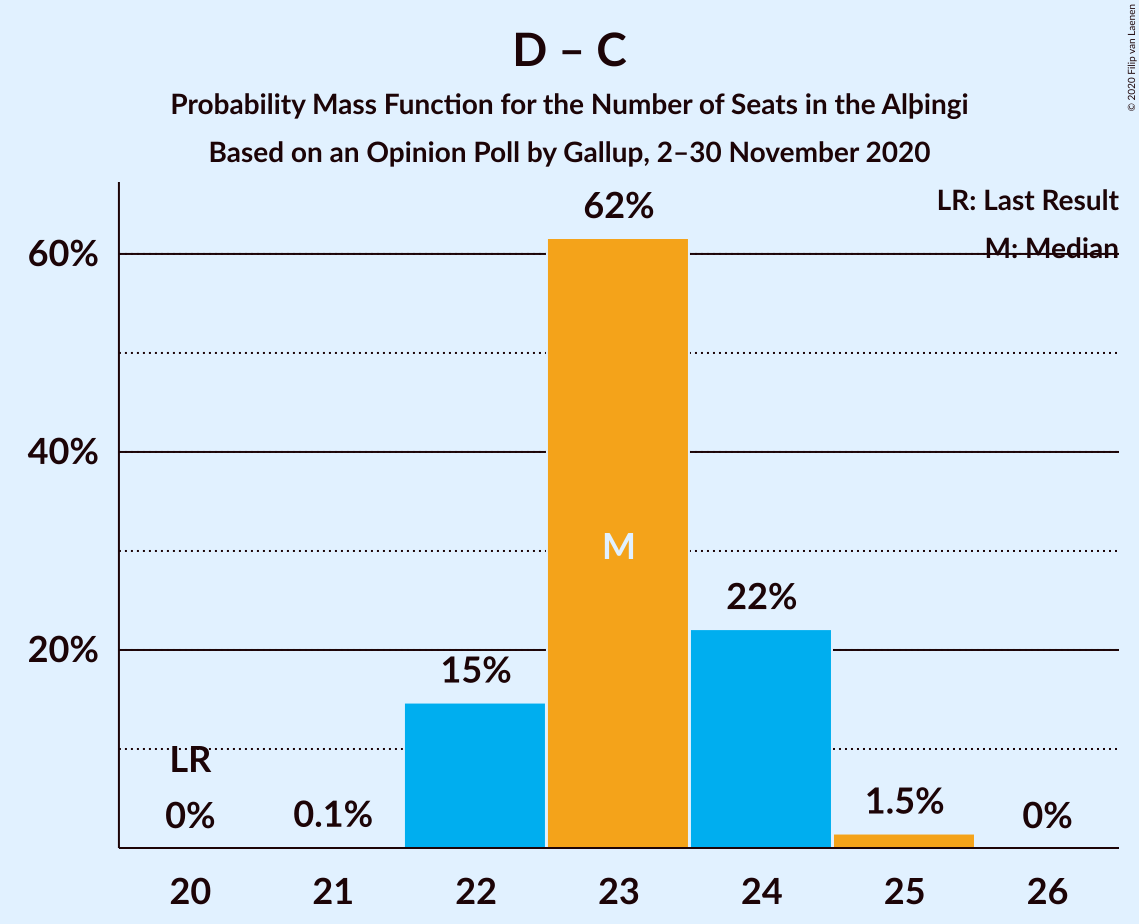 D – C
Probability Mass Function for the Number of Seats in the Alþingi
Based on an Opinion Poll by Gallup, 2–30 November 2020
© 2020 Filip van Laenen
LR: Last Result
M: Median
62%
60%
40%
M
22%
20%
15%
LR
0%
0.1%
1.5%
0%
20 21 22 23 24 25 26